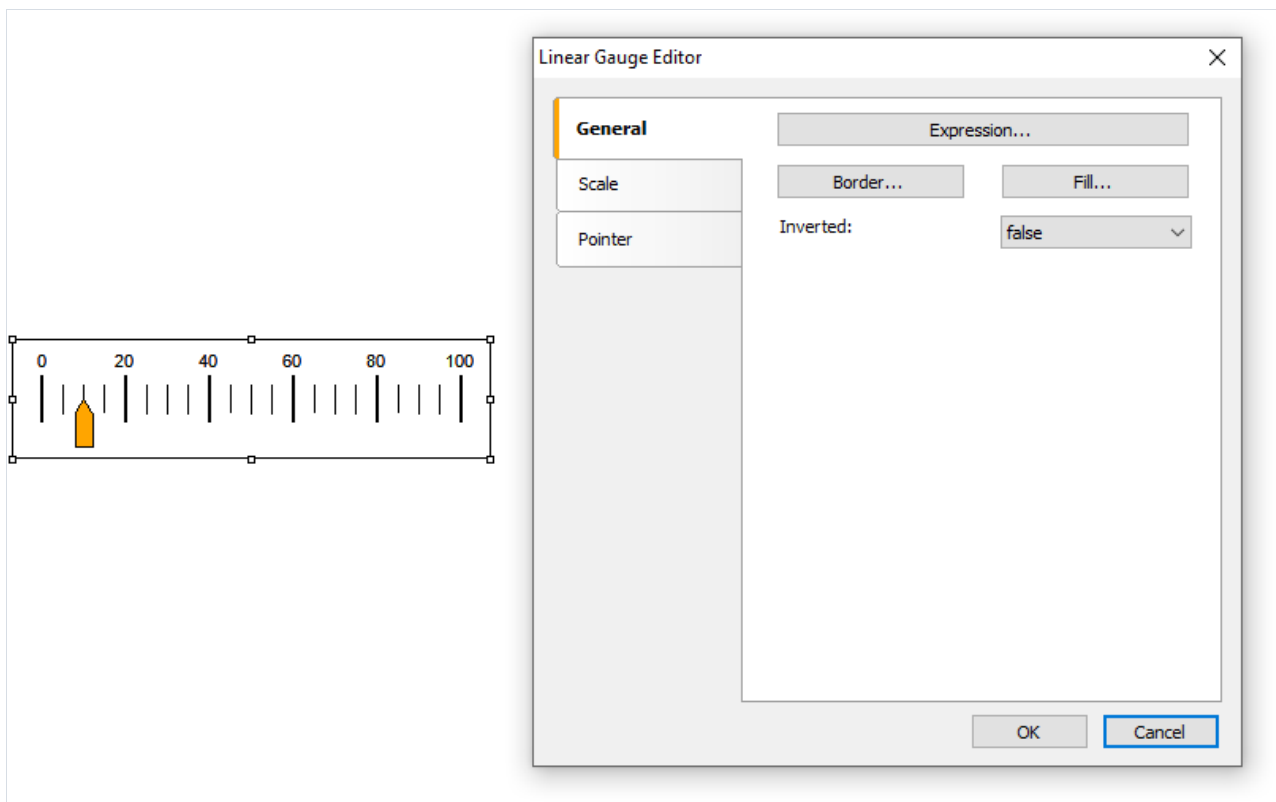 Linear Gauge Editor
General
Expression...
Scale
Border...
Fill...
Inverted:
false
Pointer
0 20 40 60 80 100
OK
Cancel